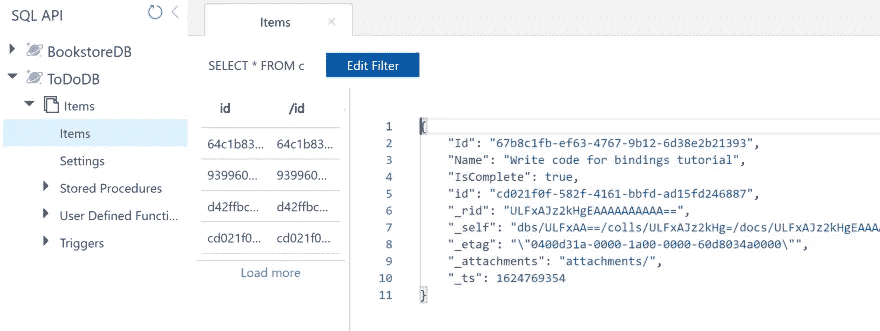 SQL API
BookstoreDB
ToDoDB
Items
Items
Settings
Stored Procedures
User Defined Functi...
Triggers
Items
SELECT * FROM c
Edit Filter
id /id
64c1b83... 64c1b83...
939960... 939960...
d42ffbc... d42ffbc...
cd021f0... cd021f0...
Load more
1 {
2 "Id": "67b8c1fb-ef63-4767-9b12-6d38e2b21393",
3 "Name": "Write code for bindings tutorial",
4 "IsComplete": true,
5 "id": "cd021f0f-582f-4161-bbfd-ad15fd246887",
6 "_rid": "ULFxAJz2kHgEAAAAAAAAAA==",
7 "_self": "dbs/ULFxAA==/colls/ULFxAJz2kHg=/docs/ULFxAJz2kHgEAAAA
8 "_etag": "\"0400d31a-0000-1a00-0000-60d8034a0000\"",
9 "_attachments": "attachments/",
10 "_ts": 1624769354
11 }